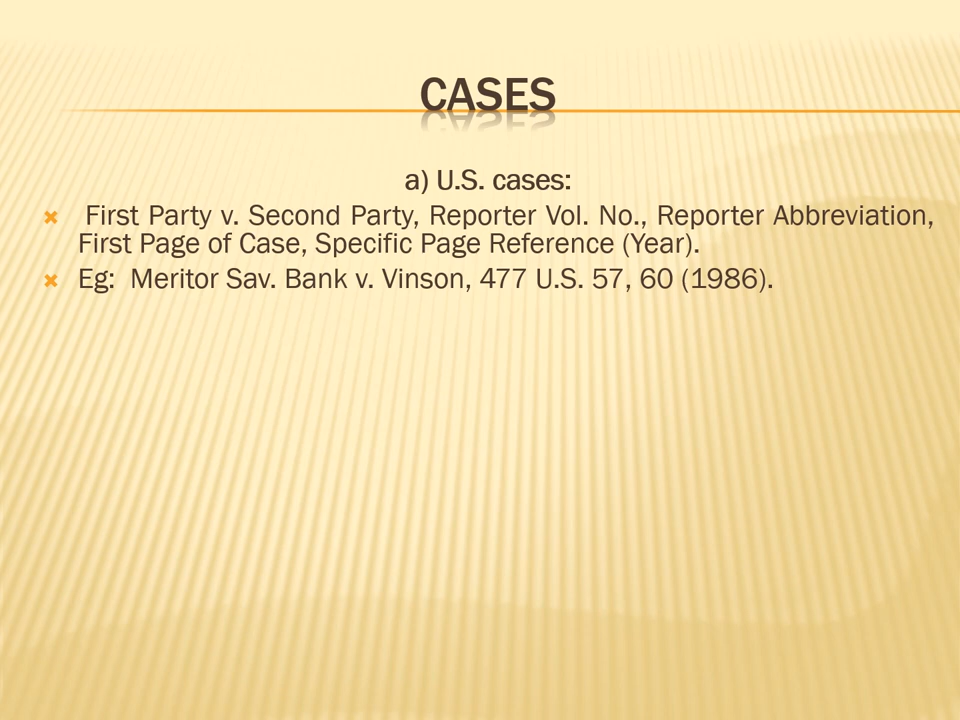 CASES
a) U.S. cases:
First Party v. Second Party, Reporter Vol. No., Reporter Abbreviation,
First Page of Case, Specific Page Reference (Year).
Eg:  Meritor Sav. Bank v. Vinson, 477 U.S. 57, 60 (1986).